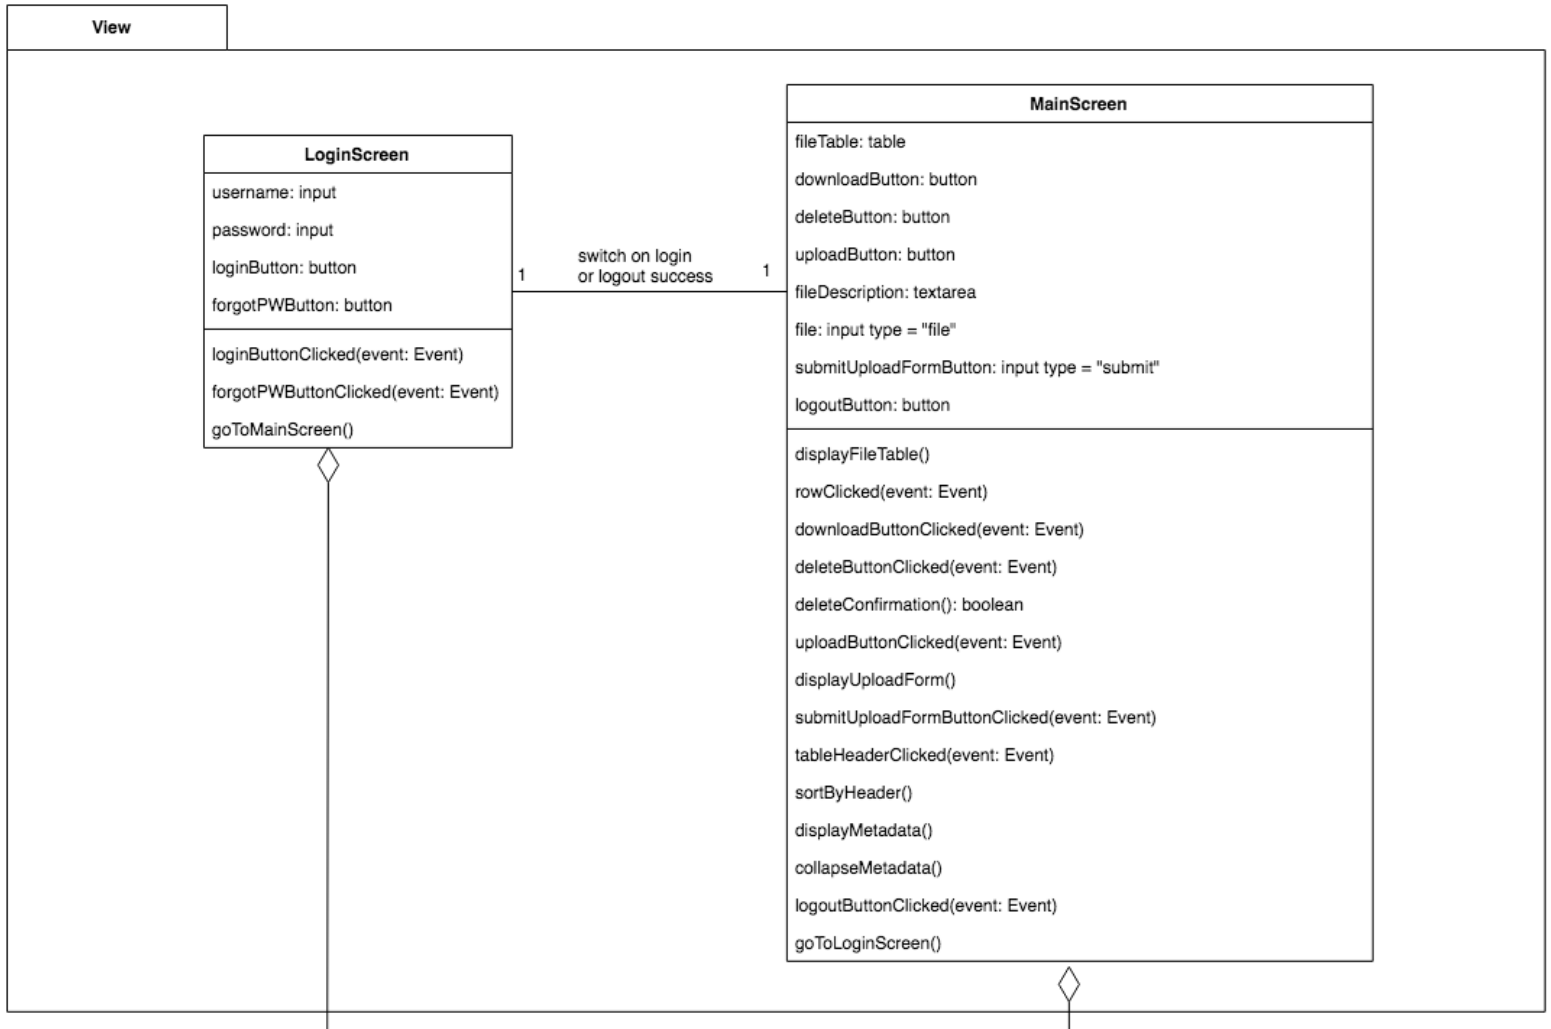 View
LoginScreen
username: input
password: input
loginButton: button
forgotPWButton: button
loginButtonClicked(event: Event)
forgotPWButtonClicked(event: Event)
goToMainScreen()
1
switch on login
or logout success
1
MainScreen
fileTable: table
downloadButton: button
deleteButton: button
uploadButton: button
fileDescription: textarea
file: input type = "file"
submitUploadFormButton: input type = "submit"
logoutButton: button
displayFileTable()
rowClicked(event: Event)
downloadButtonClicked(event: Event)
deleteButtonClicked(event: Event)
deleteConfirmation(): boolean
uploadButtonClicked(event: Event)
displayUploadForm()
submitUploadFormButtonClicked(event: Event)
tableHeaderClicked(event: Event)
sortByHeader()
displayMetadata()
collapseMetadata()
logoutButtonClicked(event: Event)
goToLoginScreen()